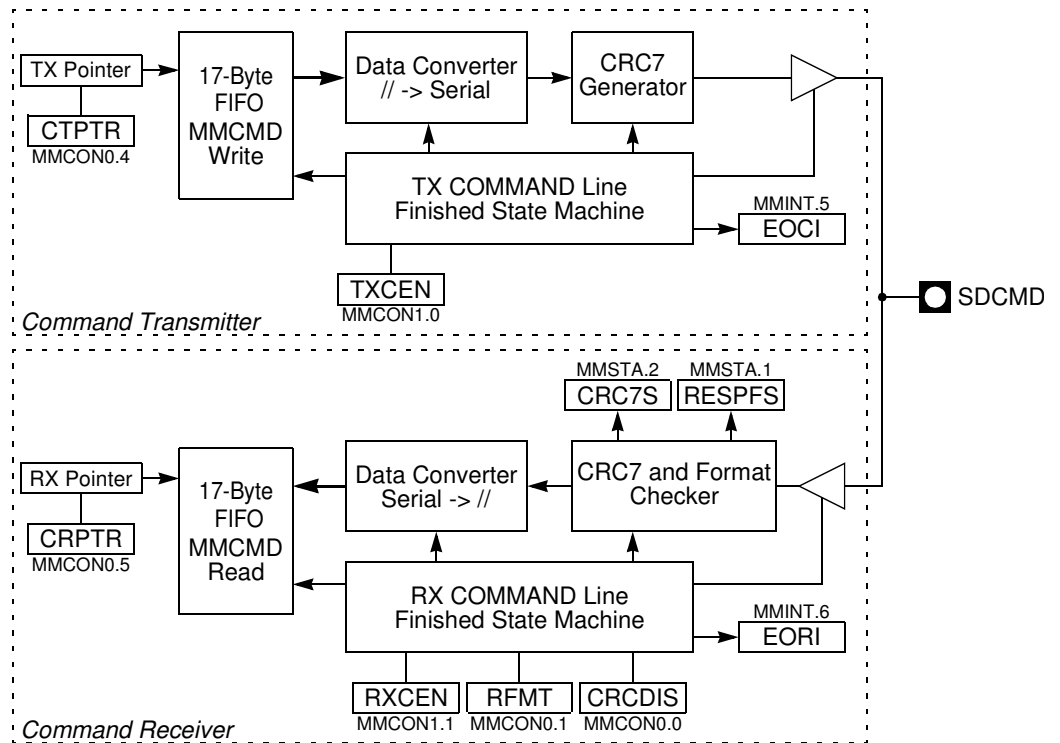 TX Pointer
CTPTR
MMCON0.4
17-Byte
FIFO
MMCMD
Write
Data Converter
// -> Serial
CRC7
Generator
TX COMMAND Line
Finished State Machine
MMINT.5
EOCI
TXCEN
MMCON1.0
Command Transmitter
SDCMD
MMSTA.2
CRC7S
MMSTA.1
RESPFS
RX Pointer
CRPTR
MMCON0.5
17-Byte
FIFO
MMCMD
Read
Data Converter
Serial -> //
CRC7 and Format
Checker
RX COMMAND Line
Finished State Machine
MMINT.6
EORI
RXCEN
MMCON1.1
RFMT
MMCON0.1
CRCDIS
MMCON0.0
Command Receiver